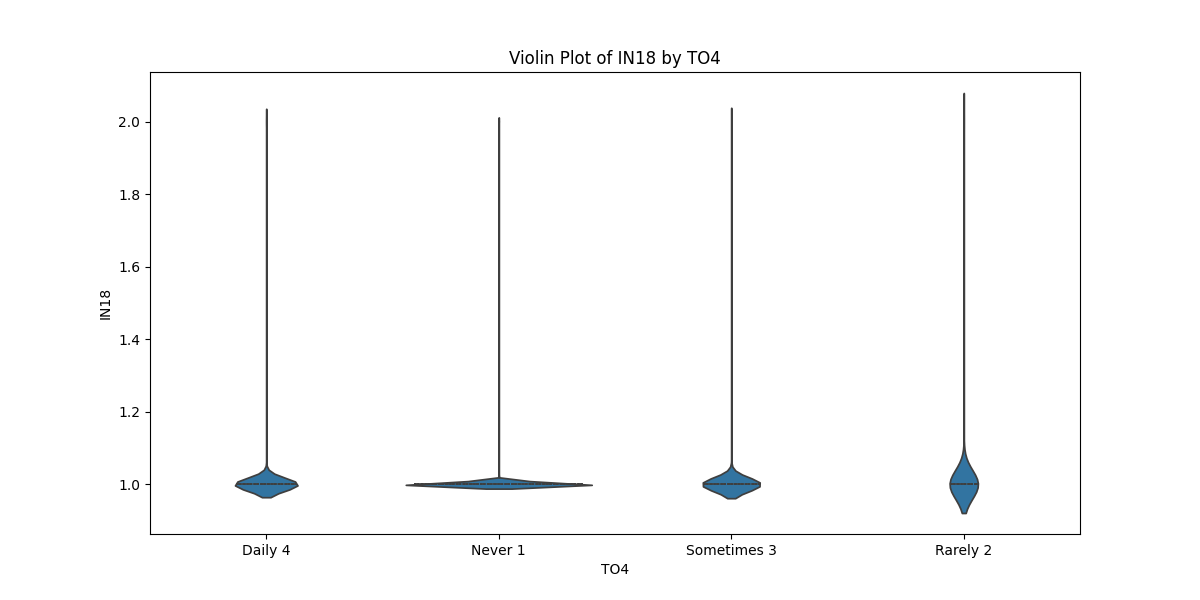 Violin Plot of IN18 by TO4
2.0
1.8
1.6
1.4
1.2
1.0
IN18
Daily 4
Never 1
Sometimes 3
Rarely 2
TO4